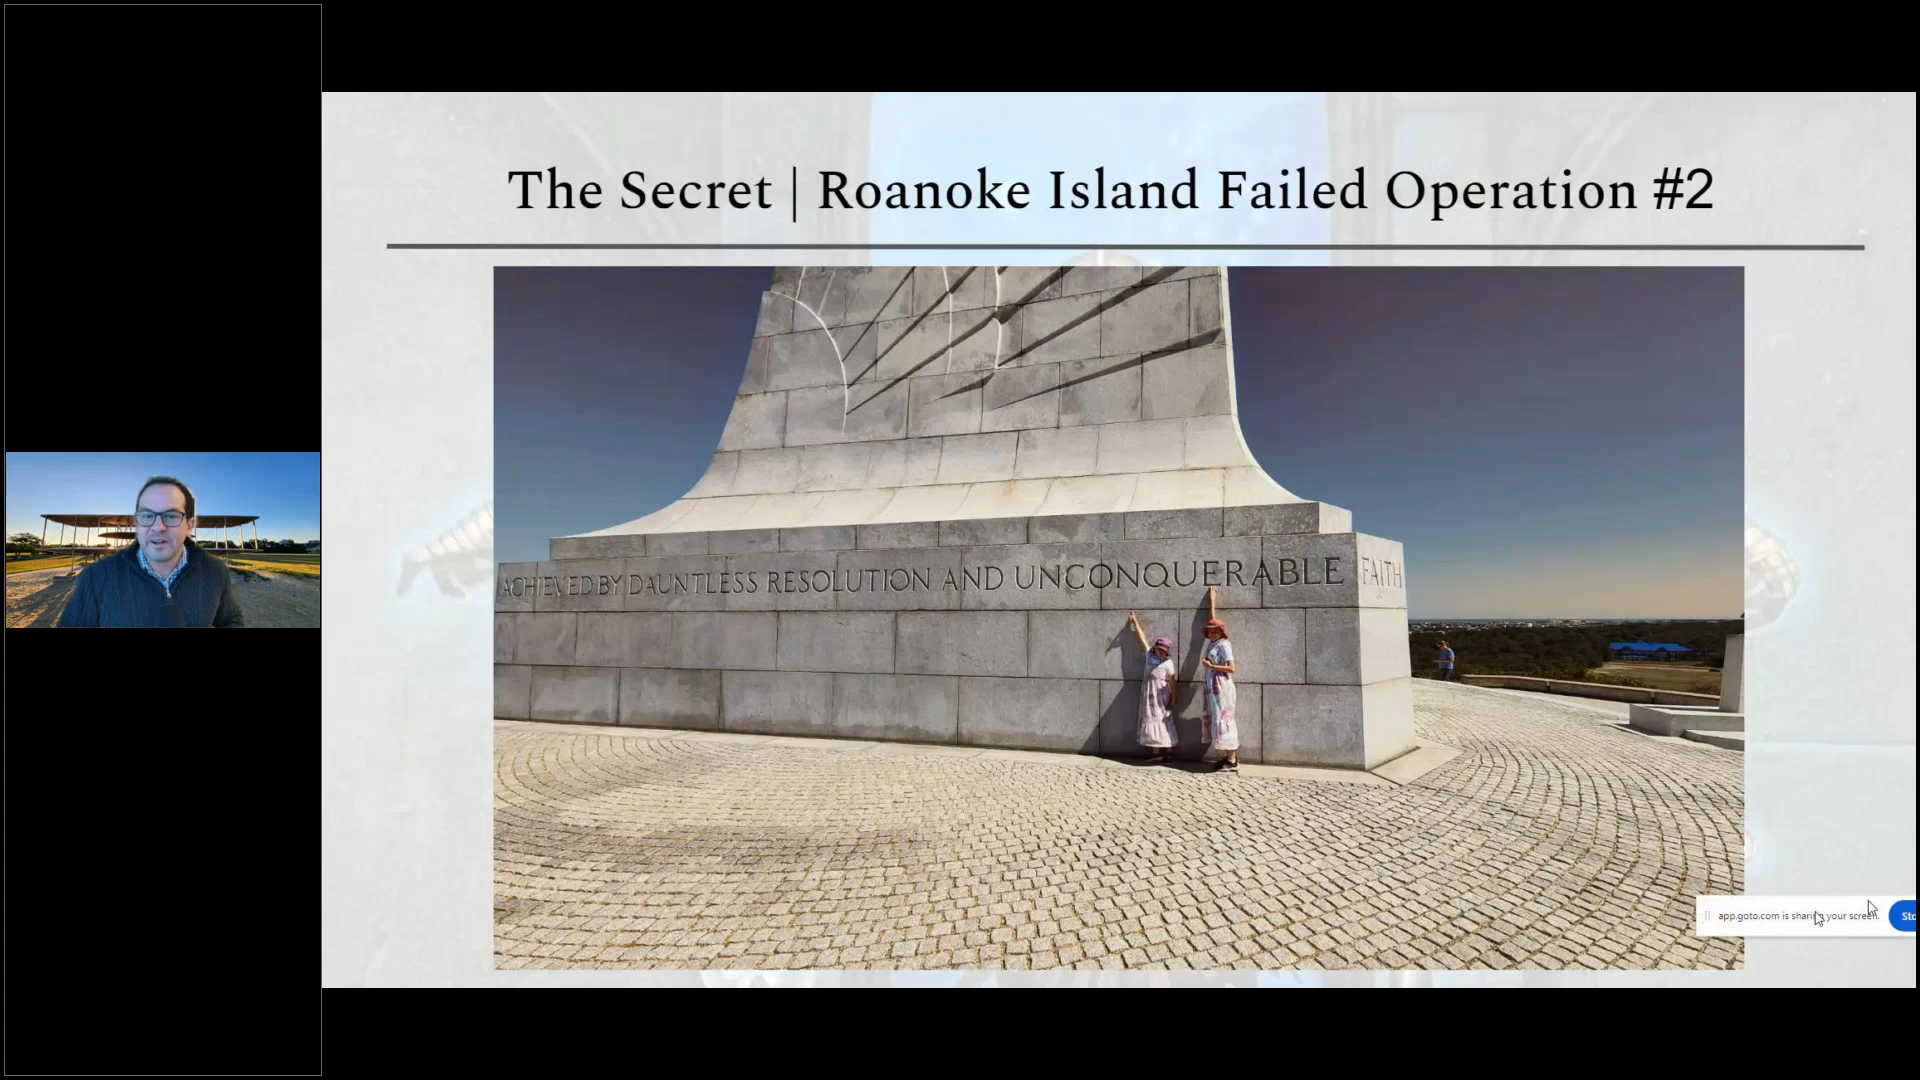 The Secret | Roanoke Island Failed Operation #2
ACHIEVED BY DAUNTLESS RESOLUTION AND UNCONQUERABLE FAITH
app.goto.com is sharing your screen.